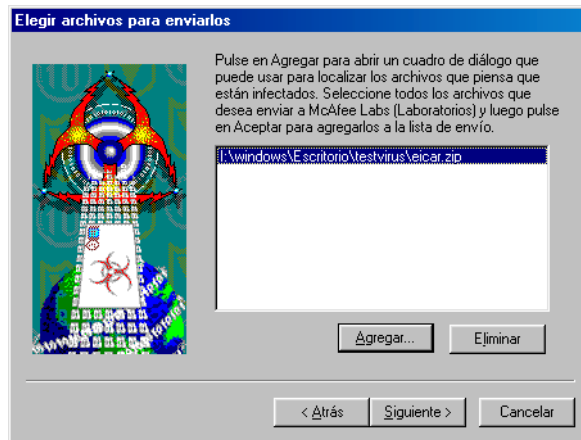 Elegir archivos para enviarlos
Pulse en Agregar para abrir un cuadro de diálogo que
puede usar para localizar los archivos que piensa que
están infectados. Seleccione todos los archivos que
desea enviar a McAfee Labs (Laboratorios) y luego pulse
en Aceptar para agregarlos a la lista de envío.
I:\windows\Escritorio\testvirus\eicar.zip
Agregar...
Eliminar
< Atrás
Siguiente >
Cancelar